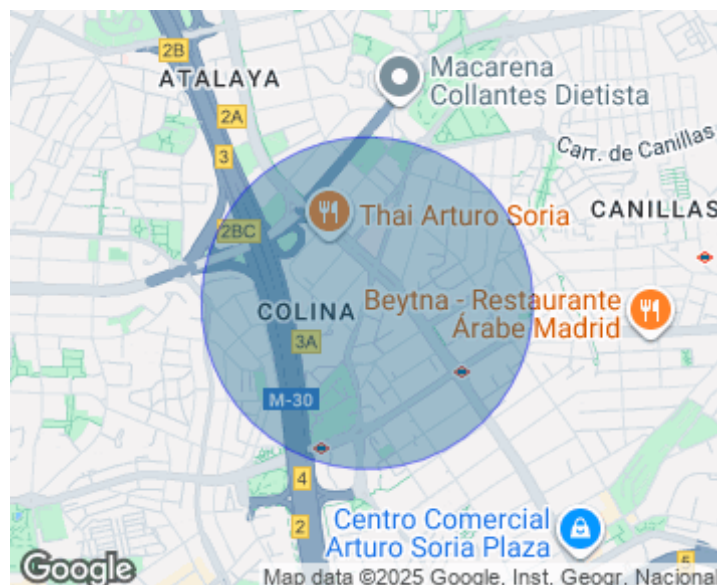 2B
ATALAYA
Macarena
Collantes Dietista
2A
3
Carr. de Canillas
Thai Arturo Soria
CANILLAS
2BC
Beytna - Restaurante
Árabe Madrid
COLINA
3A
M-30
4
2
Centro Comercial
Arturo Soria Plaza
5
Google
Map data ©2025 Google, Inst. Geogr. Nacional